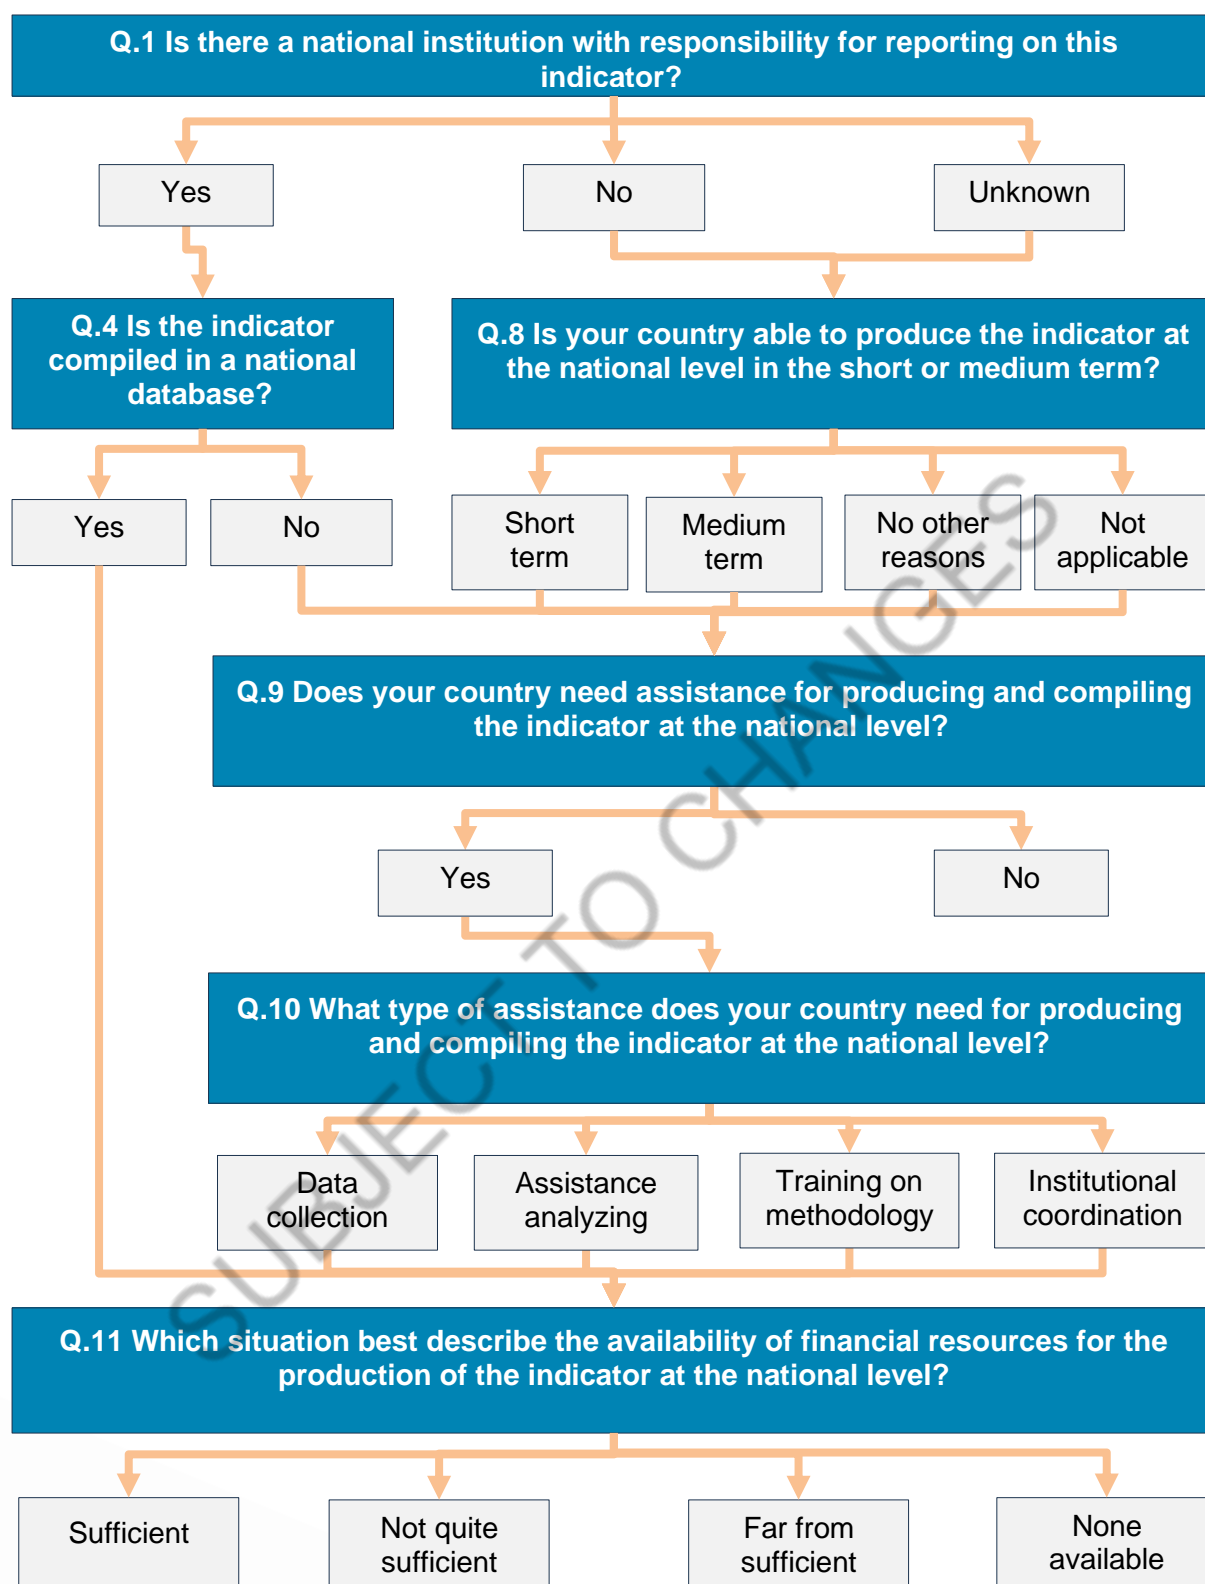 Q.1 Is there a national institution with responsibility for reporting on this
indicator?
Yes
No
Unknown
Q.4 Is the indicator
compiled in a national
database?
Q.8 Is your country able to produce the indicator at
the national level in the short or medium term?
Yes
No
Short
term
Medium
term
No other
reasons
Not
applicable
Q.9 Does your country need assistance for producing and compiling
the indicator at the national level?
Yes
No
Q.10 What type of assistance does your country need for producing
and compiling the indicator at the national level?
Data
collection
Assistance
analyzing
Training on
methodology
Institutional
coordination
Q.11 Which situation best describe the availability of financial resources for the
production of the indicator at the national level?
Sufficient
Not quite
sufficient
Far from
sufficient
None
available
SUBJECT TO CHANGES